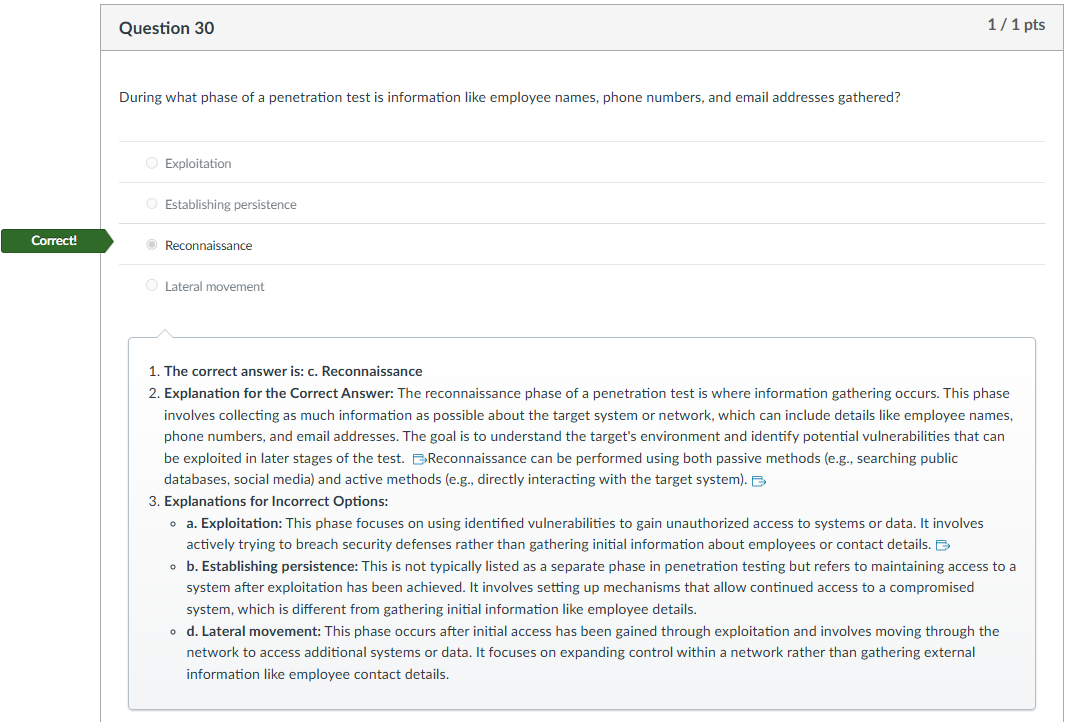 Question 30
1 / 1 pts
During what phase of a penetration test is information like employee names, phone numbers, and email addresses gathered?
Exploitation
Establishing persistence
Correct!
Reconnaissance
Lateral movement
1. The correct answer is: c. Reconnaissance
2. Explanation for the Correct Answer: The reconnaissance phase of a penetration test is where information gathering occurs. This phase
involves collecting as much information as possible about the target system or network, which can include details like employee names,
phone numbers, and email addresses. The goal is to understand the target's environment and identify potential vulnerabilities that can
be exploited in later stages of the test. Reconnaissance can be performed using both passive methods (e.g., searching public
databases, social media) and active methods (e.g., directly interacting with the target system).
3. Explanations for Incorrect Options:
a. Exploitation: This phase focuses on using identified vulnerabilities to gain unauthorized access to systems or data. It involves
actively trying to breach security defenses rather than gathering initial information about employees or contact details.
b. Establishing persistence: This is not typically listed as a separate phase in penetration testing but refers to maintaining access to a
system after exploitation has been achieved. It involves setting up mechanisms that allow continued access to a compromised
system, which is different from gathering initial information like employee details.
d. Lateral movement: This phase occurs after initial access has been gained through exploitation and involves moving through the
network to access additional systems or data. It focuses on expanding control within a network rather than gathering external
information like employee contact details.